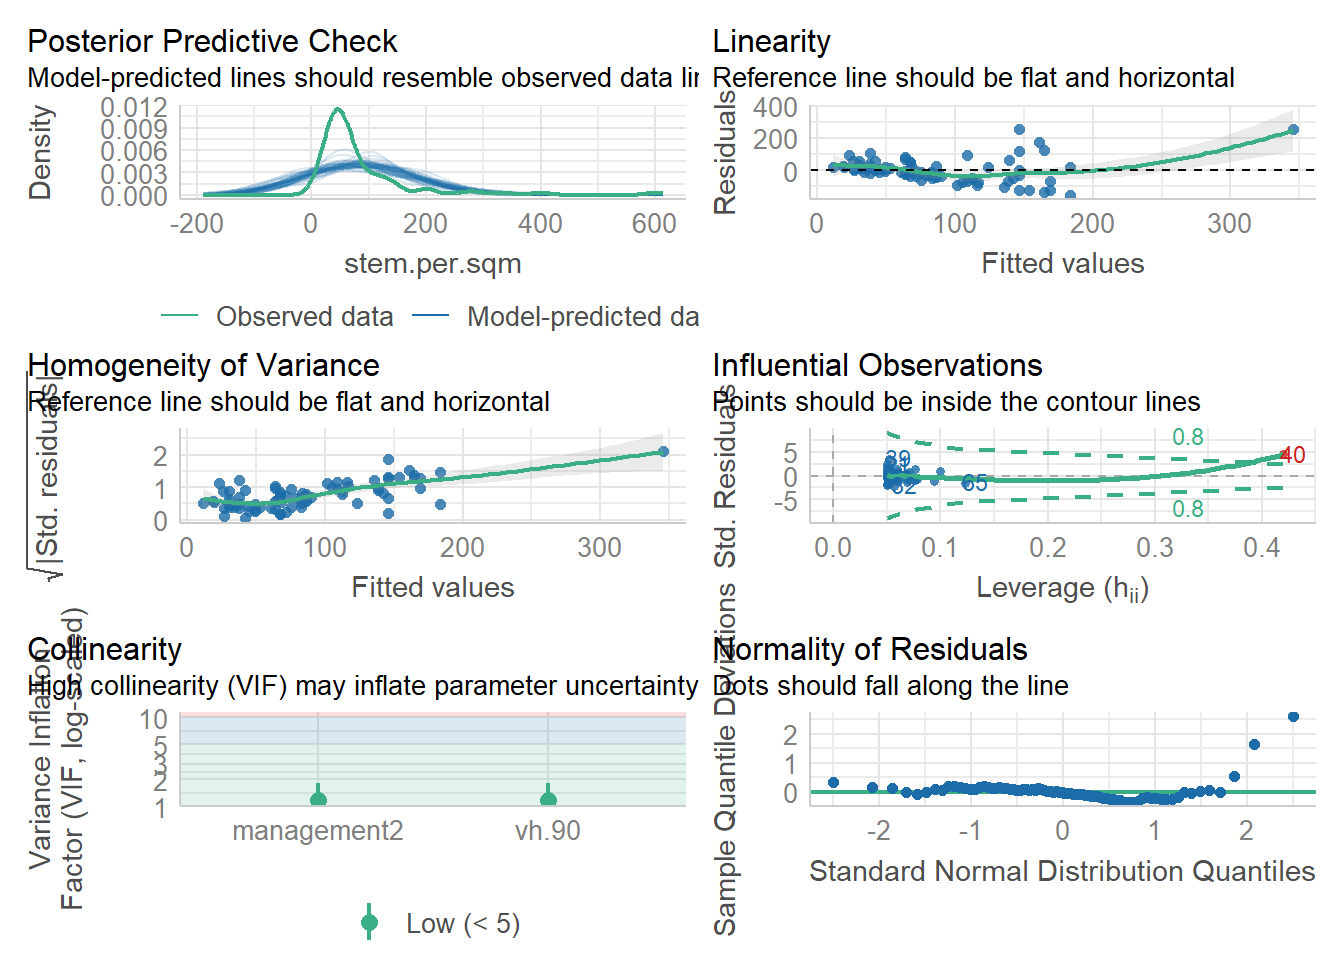 Posterior Predictive Check
Model-predicted lines should resemble observed data lin
Density
0.012
0.009
0.006
0.003
0.000
-200 0 200 400 600
stem.per.sqm
Observed data
Model-predicted da
Linearity
Reference line should be flat and horizontal
Residuals
400
200
0
0 100 200 300
Fitted values
Homogeneity of Variance
Reference line should be flat and horizontal
√|Std. residuals|
2
1
0
0 100 200 300
Fitted values
Influential Observations
Points should be inside the contour lines
Std. Residuals
5
0
-5
0.8
0.8
39
32
65
40
0.0 0.1 0.2 0.3 0.4
Leverage (hii)
Collinearity
High collinearity (VIF) may inflate parameter uncertainty
Variance Inflation
Factor (VIF, log-scaled)
10
5
3
2
1
management2 vh.90
Low (< 5)
Normality of Residuals
Dots should fall along the line
Sample Quantile Deviations
2
1
0
-2 -1 0 1 2
Standard Normal Distribution Quantiles